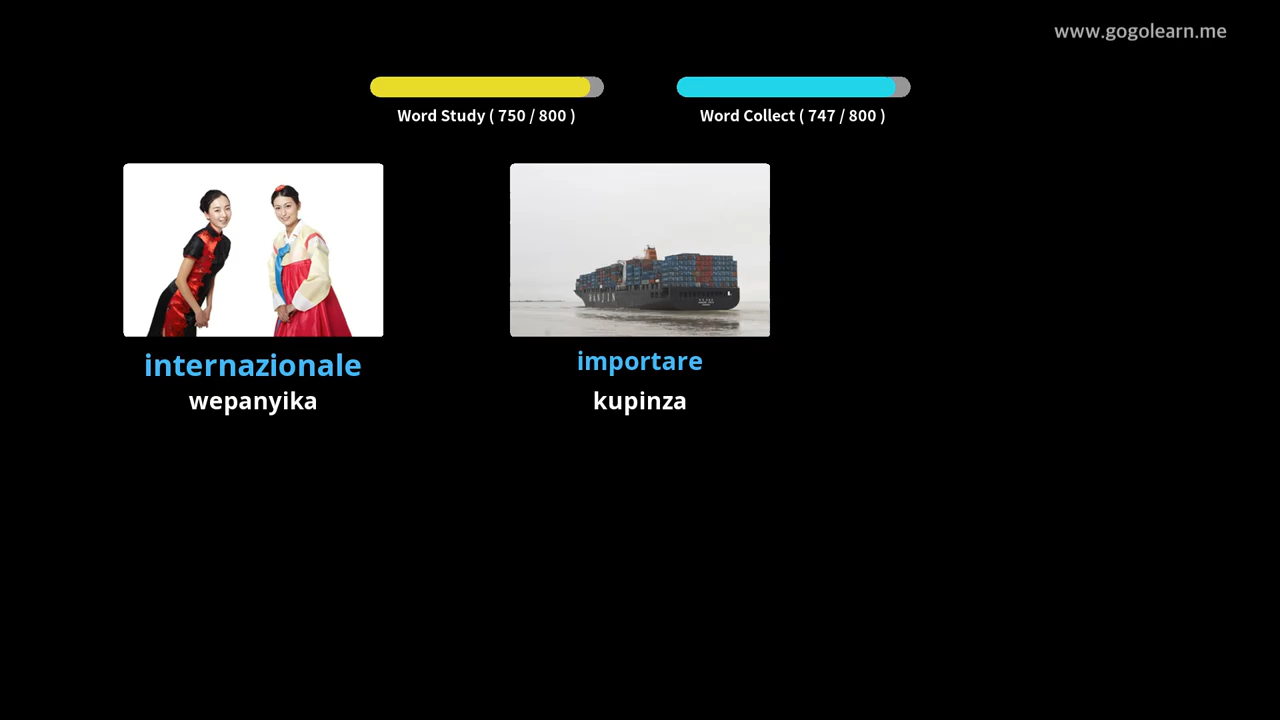 www.gogolearn.me
Word Study ( 750 / 800 )
Word Collect ( 747 / 800 )
internazionale
wepanyika
importare
kupinza